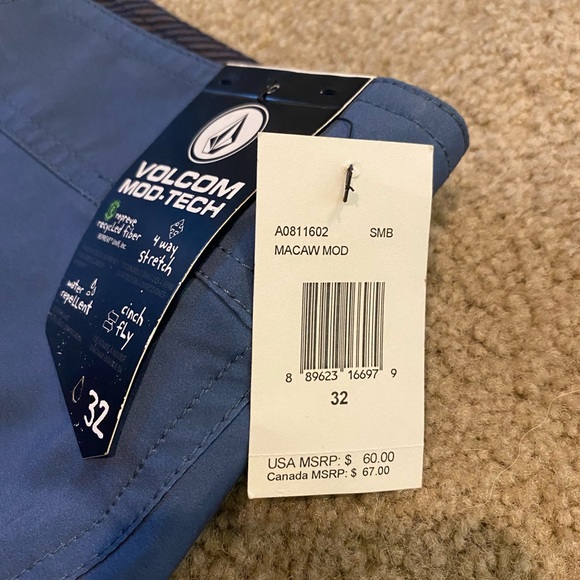 VOLCOM
MOD-TECH
repreve
recycled fiber
4 way
stretch
water
repellent
cinch
fly
32
A0811602 SMB
MACAW MOD
8 89623 16697 9
32
USA MSRP: $ 60.00
Canada MSRP: $ 67.00